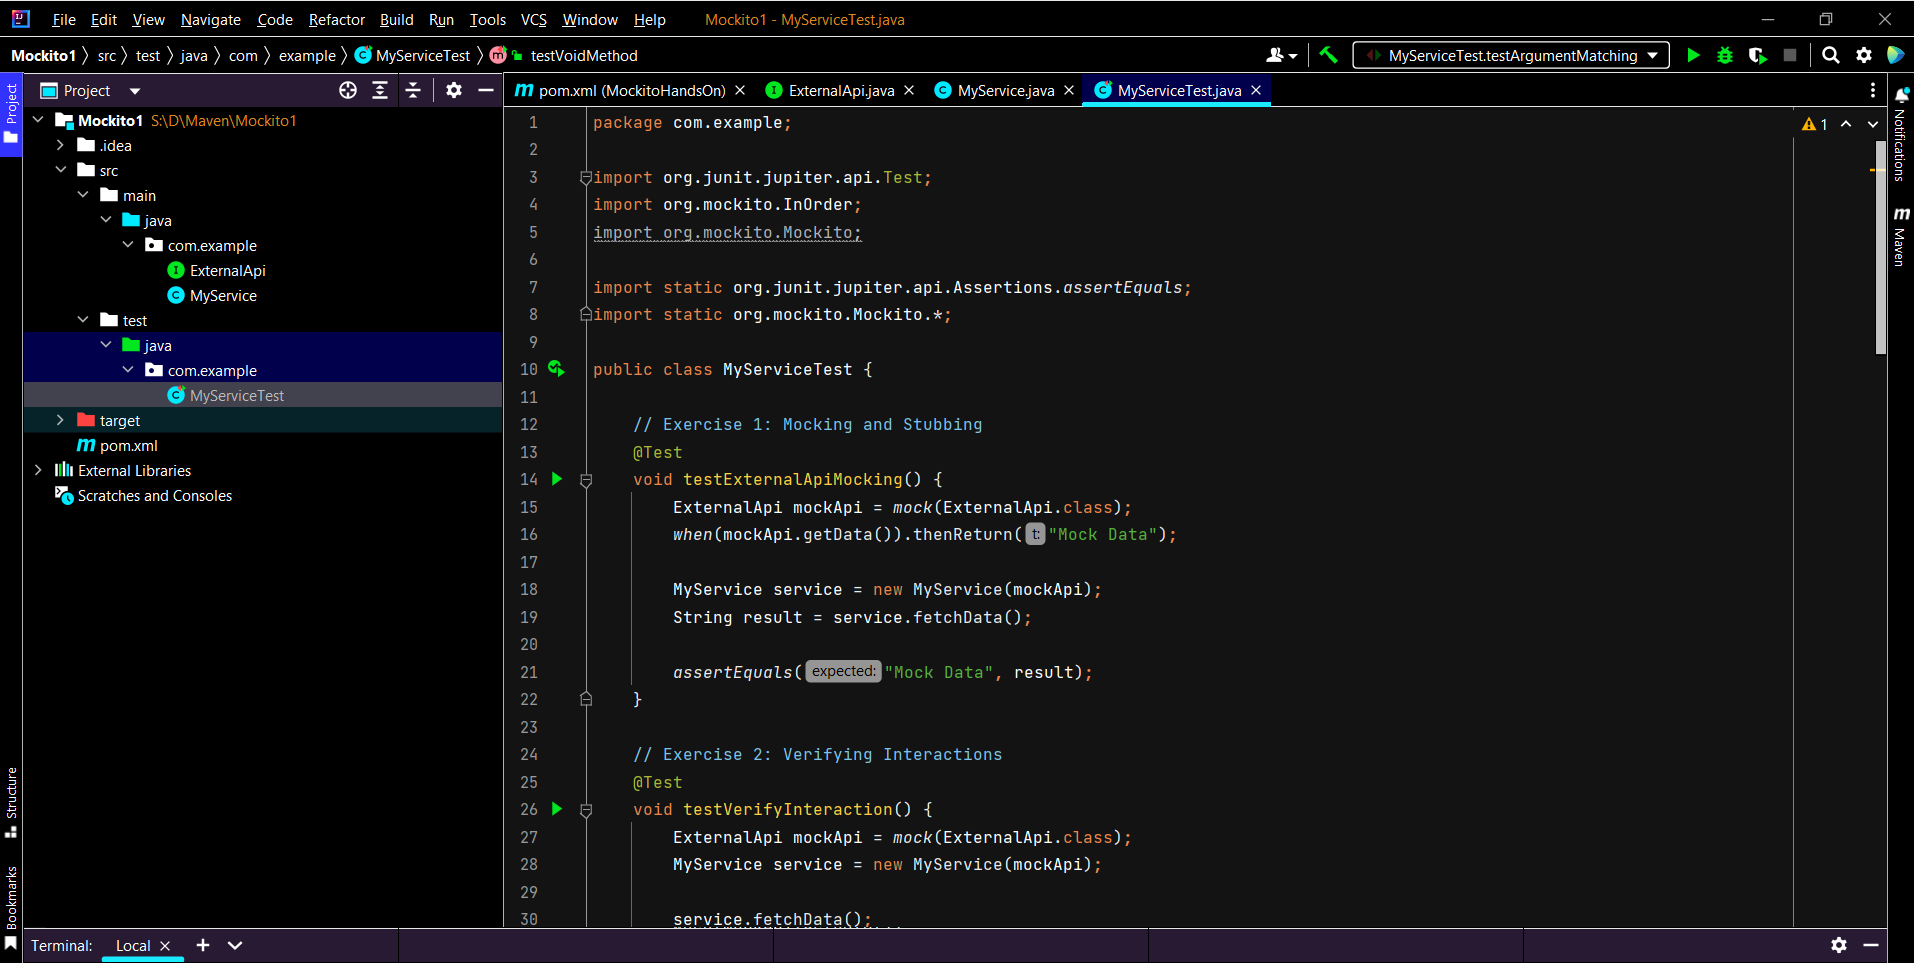 File Edit View Navigate Code Refactor Build Run Tools VCS Window Help Mockito1 - MyServiceTest.java
Mockito1 src test java com example MyServiceTest m testVoidMethod MyServiceTest.testArgumentMatching
Project
Project
m pom.xml (MockitoHandsOn) I ExternalApi.java C MyService.java C MyServiceTest.java
Mockito1 S:\D\Maven\Mockito1
.idea
src
main
java
com.example
I ExternalApi
C MyService
test
java
com.example
C MyServiceTest
target
m pom.xml
External Libraries
Scratches and Consoles
1 package com.example;
2
3 import org.junit.jupiter.api.Test;
4 import org.mockito.InOrder;
5 import org.mockito.Mockito;
6
7 import static org.junit.jupiter.api.Assertions.assertEquals;
8 import static org.mockito.Mockito.*;
9
10 public class MyServiceTest {
11
12 // Exercise 1: Mocking and Stubbing
13 @Test
14 void testExternalApiMocking() {
15 ExternalApi mockApi = mock(ExternalApi.class);
16 when(mockApi.getData()).thenReturn( t: "Mock Data");
17
18 MyService service = new MyService(mockApi);
19 String result = service.fetchData();
20
21 assertEquals( expected: "Mock Data", result);
22 }
23
24 // Exercise 2: Verifying Interactions
25 @Test
26 void testVerifyInteraction() {
27 ExternalApi mockApi = mock(ExternalApi.class);
28 MyService service = new MyService(mockApi);
29
30 service.fetchData();
1
Notifications
m Maven
Structure
Bookmarks
Terminal: Local